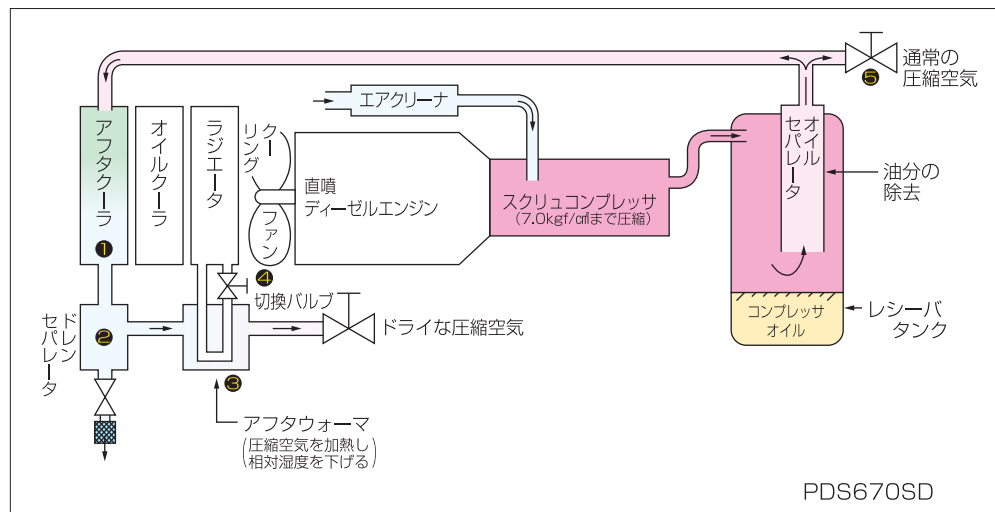 通常の
圧縮空気
❺
エアクリーナ
アフタクーラ
オイルクーラ
ラジエータ
クー
リング
ファン
直噴
ディーゼルエンジン
スクリュコンプレッサ
(7.0kgf/c㎡まで圧縮)
オイル
セパレータ
油分の
除去
❶
❹
切換バルブ
ドレン
セパレータ
❷
ドライな圧縮空気
コンプレッサ
オイル
レシーバ
タンク
❸
アフタウォーマ
(圧縮空気を加熱し
相対湿度を下げる)
PDS670SD